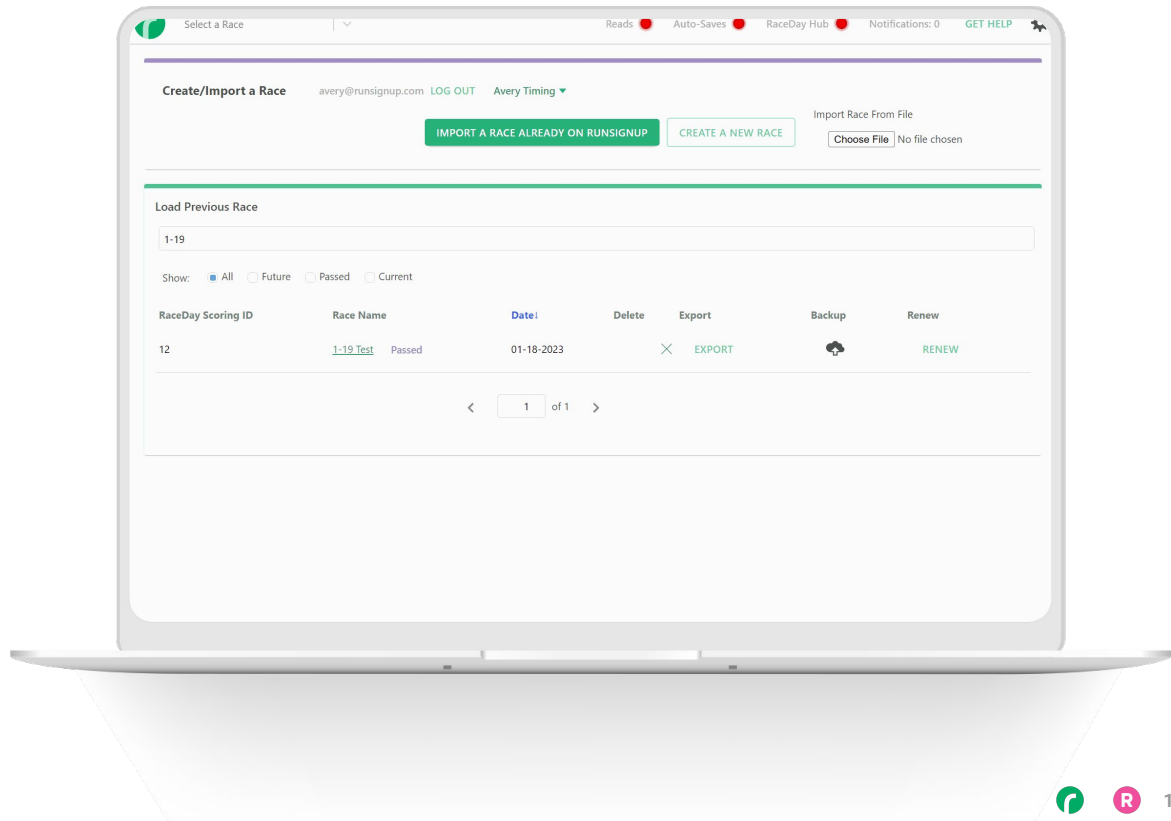 Select a Race Reads Auto-Saves RaceDay Hub Notifications: 0 GET HELP
Create/Import a Race avery@runsignup.com LOG OUT Avery Timing
Import Race From File
IMPORT A RACE ALREADY ON RUNSIGNUP CREATE A NEW RACE Choose File No file chosen
Load Previous Race
1-19
Show: All Future Passed Current
RaceDay Scoring ID Race Name Date↓ Delete Export Backup Renew
12 1-19 Test Passed 01-18-2023 EXPORT RENEW
1 of 1
R 1